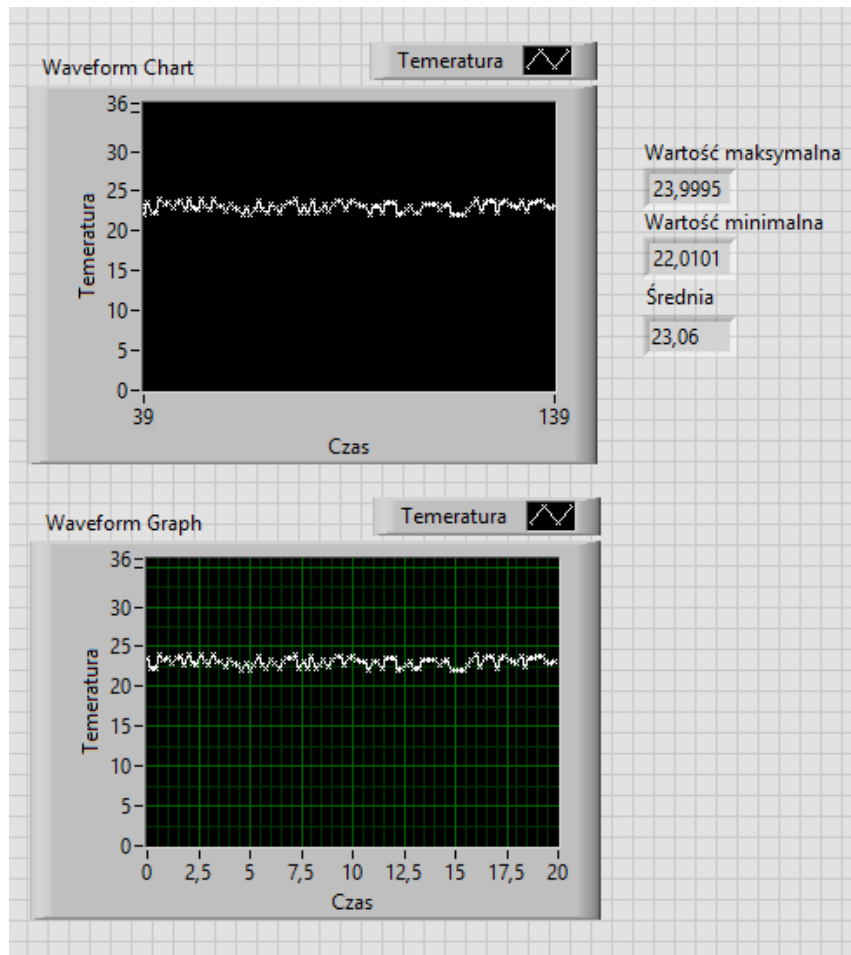 Waveform Chart
Temeratura
36
30
25
20
15
10
5
0
Temeratura
39
139
Czas
Wartość maksymalna
23,9995
Wartość minimalna
22,0101
Średnia
23,06
Waveform Graph
Temeratura
36
30
25
20
15
10
5
0
Temeratura
0 2,5 5 7,5 10 12,5 15 17,5 20
Czas